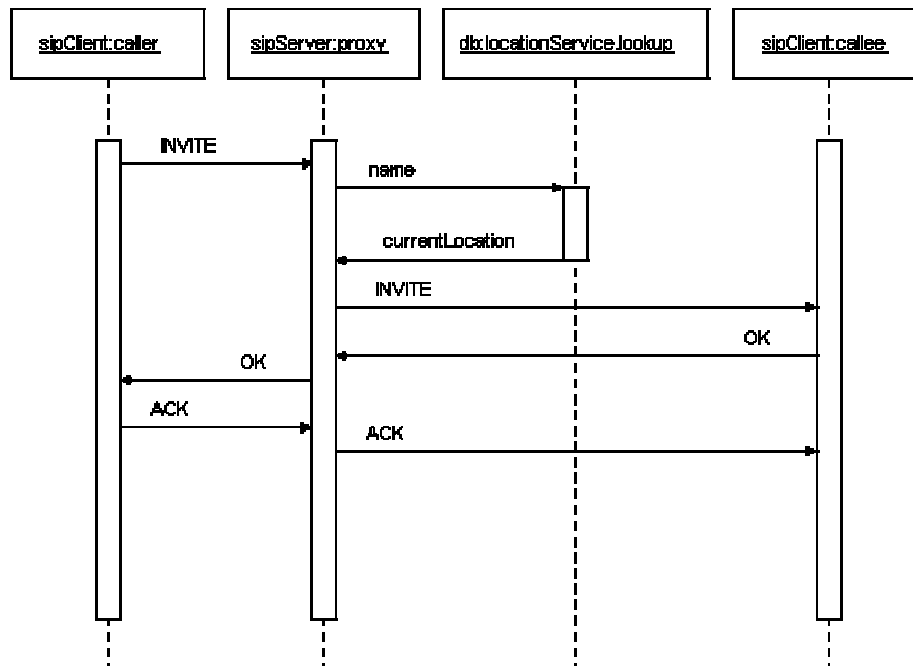 sipClient:caller
sipServer:proxy
db:locationService.lookup
sipClient:callee
INVITE
name
currentLocation
INVITE
OK
OK
ACK
ACK